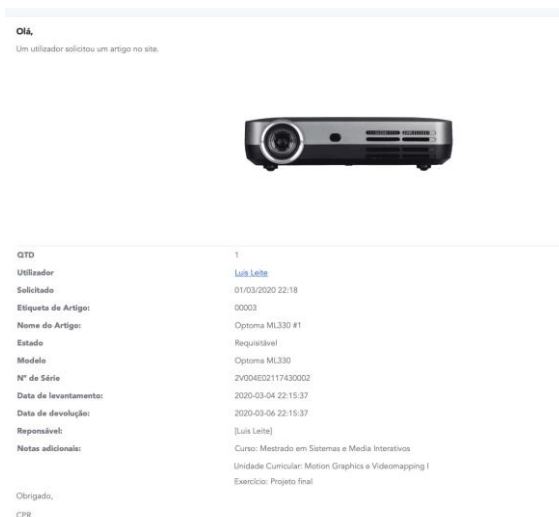 Olá,
Um utilizador solicitou um artigo no site.
QTD 1
Utilizador Luis Leite
Solicitado 01/03/2020 22:18
Etiqueta de Artigo: 00003
Nome do Artigo: Optoma ML330 #1
Estado Requisitável
Modelo Optoma ML330
Nº de Série 2V004E02117430002
Data de levantamento: 2020-03-04 22:15:37
Data de devolução: 2020-03-06 22:15:37
Reponsável: [Luis Leite]
Notas adicionais: Curso: Mestrado em Sistemas e Media Interativos
Unidade Curricular: Motion Graphics e Videomapping I
Exercício: Projeto final
Obrigado,
CPR